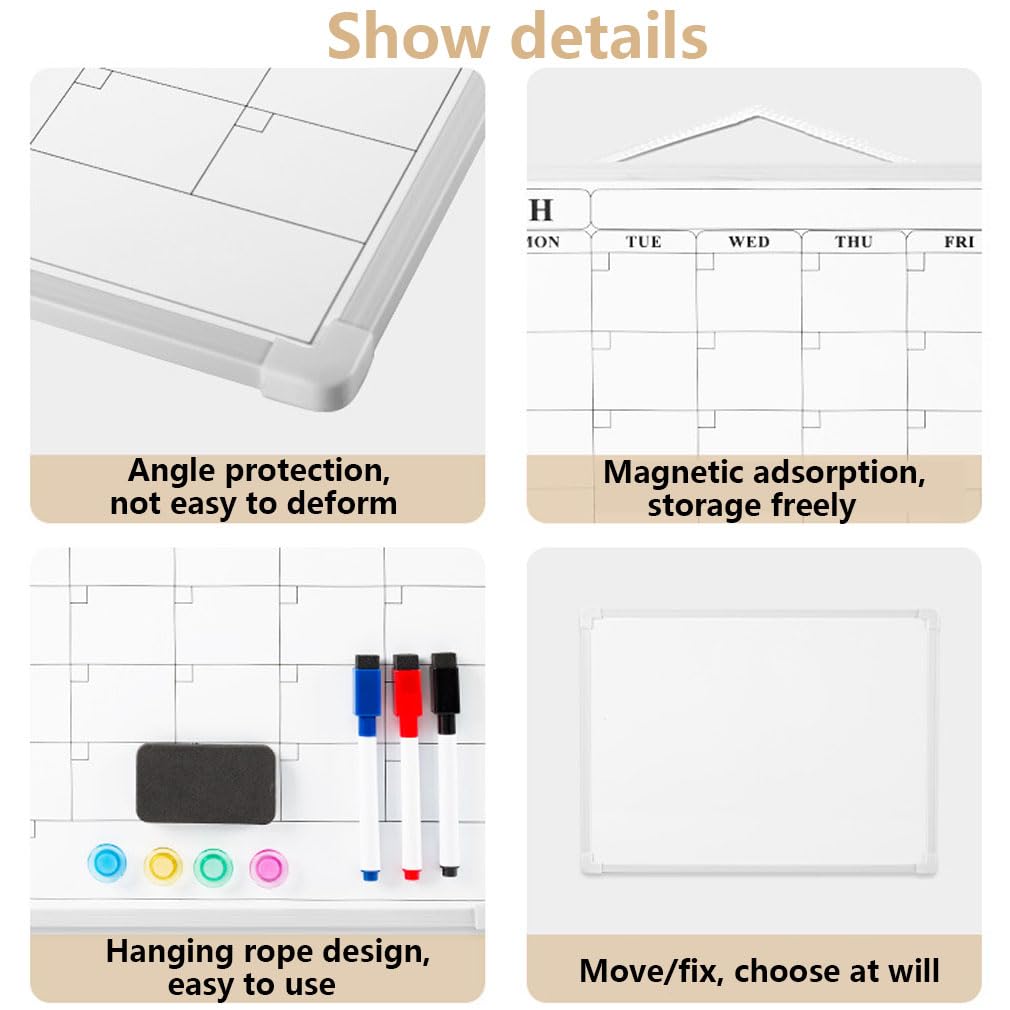 Show details
H
MON TUE WED THU FRI
Angle protection,
not easy to deform
Magnetic adsorption,
storage freely
Hanging rope design,
easy to use
Move/fix, choose at will